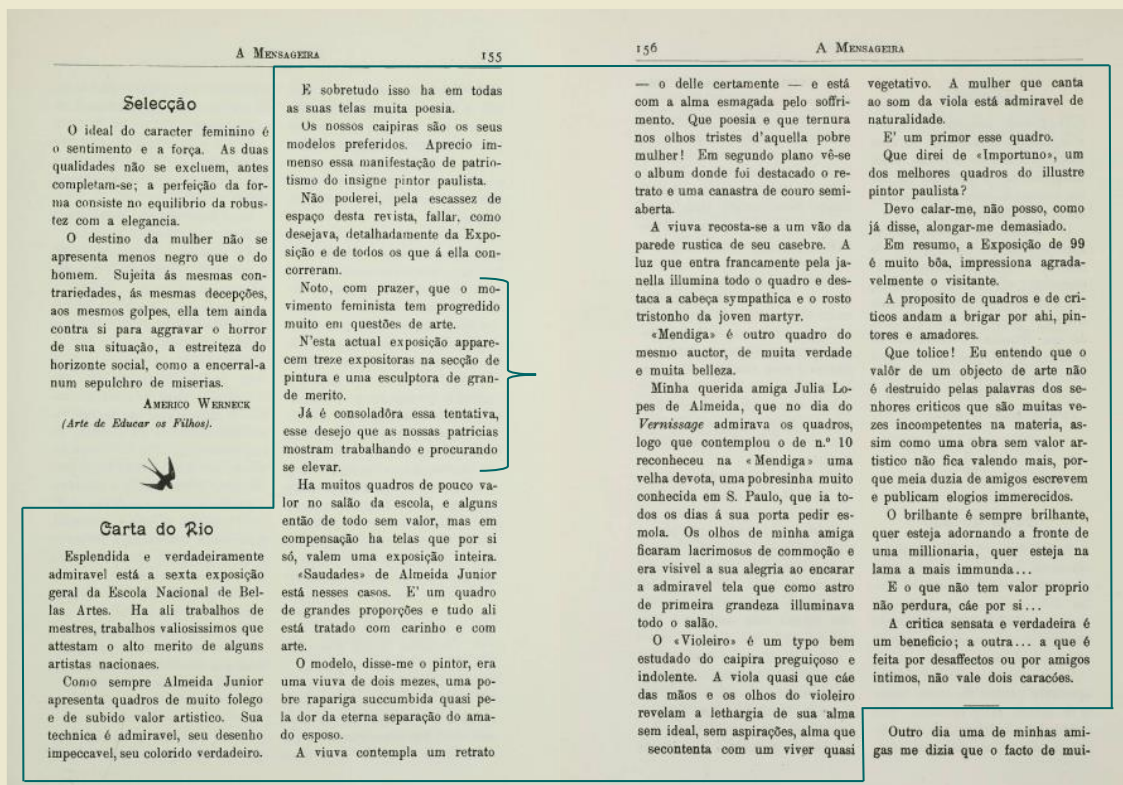 A Mensageira 155
Selecção
O ideal do caracter feminino é
o sentimento e a força. As duas
qualidades não se excluem, antes
completam-se; a perfeição da for-
ma consiste no equilibrio da robus-
tez com a elegancia.
O destino da mulher não se
apresenta menos negro que o do
homem. Sujeita ás mesmas con-
trariedades, ás mesmas decepções,
aos mesmos golpes, ella tem ainda
contra si para aggravar o horror
de sua situação, a estreiteza do
horizonte social, como a encerral-a
num sepulchro de miserias.
Americo Werneck
(Arte de Educar os Filhos).
Carta do Rio
Esplendida e verdadeiramente
admiravel está a sexta exposição
geral da Escola Nacional de Bel-
las Artes. Ha ali trabalhos de
mestres, trabalhos valiosissimos que
attestam o alto merito de alguns
artistas nacionaes.
Como sempre Almeida Junior
apresenta quadros de muito folego
e de subido valor artistico. Sua
technica é admiravel, seu desenho
impeccavel, seu colorido verdadeiro.
E sobretudo isso ha em todas
as suas telas muita poesia.
Os nossos caipiras são os seus
modelos preferidos. Aprecio im-
menso essa manifestação de patrio-
tismo do insigne pintor paulista.
Não poderei, pela escassez de
espaço desta revista, fallar, como
desejava, detalhadamente da Expo-
sição e de todos os que á ella con-
correram.
Noto, com prazer, que o mo-
vimento feminista tem progredido
muito em questões de arte.
N'esta actual exposição appare-
cem treze expositoras na secção de
pintura e uma esculptora de gran-
de merito.
Já é consoladôra essa tentativa,
esse desejo que as nossas patricias
mostram trabalhando e procurando
se elevar.
Ha muitos quadros de pouco va-
lor no salão da escola, e alguns
então de todo sem valor, mas em
compensação ha telas que por si
só, valem uma exposição inteira.
«Saudades» de Almeida Junior
está nesses casos. E' um quadro
de grandes proporções e tudo ali
está tratado com carinho e com
arte.
O modelo, disse-me o pintor, era
uma viuva de dois mezes, uma po-
bre rapariga succumbida quasi pe-
la dor da eterna separação do ama-
do esposo.
A viuva contempla um retrato
156 A Mensageira
— o delle certamente — e está
com a alma esmagada pelo soffri-
mento. Que poesia e que ternura
nos olhos tristes d'aquella pobre
mulher! Em segundo plano vê-se
o album donde foi destacado o re-
trato e uma canastra de couro semi-
aberta.
A viuva recosta-se a um vão da
parede rustica de seu casebre. A
luz que entra francamente pela ja-
nella illumina todo o quadro e des-
taca a cabeça sympathica e o rosto
tristonho da joven martyr.
«Mendiga» é outro quadro do
mesmo auctor, de muita verdade
e muita belleza.
Minha querida amiga Julia Lo-
pes de Almeida, que no dia do
Vernissage admirava os quadros,
logo que contemplou o de n.º 10
reconheceu na «Mendiga» uma
velha devota, uma pobresinha muito
conhecida em S. Paulo, que ia to-
dos os dias á sua porta pedir es-
mola. Os olhos de minha amiga
ficaram lacrimosos de commoção e
era visivel a sua alegria ao encarar
a admiravel tela que como astro
de primeira grandeza illuminava
todo o salão.
O «Violeiro» é um typo bem
estudado do caipira preguiçoso e
indolente. A viola quasi que cáe
das mãos e os olhos do violeiro
revelam a lethargia de sua alma
sem ideal, sem aspirações, alma que
secontenta com um viver quasi
vegetativo. A mulher que canta
ao som da viola está admiravel de
naturalidade.
E' um primor esse quadro.
Que direi de «Importuno», um
dos melhores quadros do illustre
pintor paulista?
Devo calar-me, não posso, como
já disse, alongar-me demasiado.
Em resumo, a Exposição de 99
é muito bôa, impressiona agrada-
velmente o visitante.
A proposito de quadros e de cri-
ticos andam a brigar por ahi, pin-
tores e amadores.
Que tolice! Eu entendo que o
valôr de um objecto de arte não
é destruido pelas palavras dos se-
nhores criticos que são muitas ve-
zes incompetentes na materia, as-
sim como uma obra sem valor ar-
tistico não fica valendo mais, por-
que meia duzia de amigos escrevem
e publicam elogios immerecidos.
O brilhante é sempre brilhante,
quer esteja adornando a fronte de
uma millionaria, quer esteja na
lama a mais immunda...
E o que não tem valor proprio
não perdura, cáe por si...
A critica sensata e verdadeira é
um beneficio; a outra... a que é
feita por desaffectos ou por amigos
intimos, não vale dois caracóes.
Outro dia uma de minhas ami-
gas me dizia que o facto de mui-